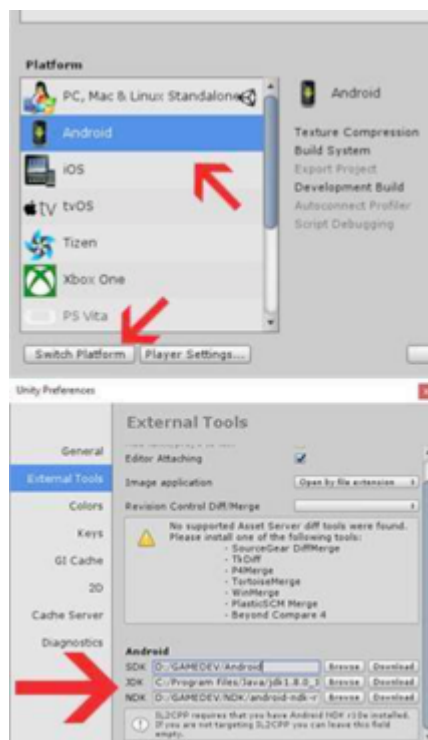 Platform
PC, Mac & Linux Standalone
Android
Android
iOS
tvOS
Tizen
Xbox One
PS Vita
Texture Compression
Build System
Export Project
Development Build
Autoconnect Profiler
Script Debugging
Switch Platform
Player Settings...
Unity Preferences
General
External Tools
Colors
Keys
GI Cache
2D
Cache Server
Diagnostics
External Tools
Editor Attaching
Image application
Open by file extension
Revision Control Diff/Merge
No supported Asset Server diff tools were found.
Please install one of the following tools:
- SourceGear DiffMerge
- TkDiff
- P4Merge
- TortoiseMerge
- WinMerge
- PlasticSCM Merge
- Beyond Compare 4
Android
SDK D:/GAMEDEV/Android Browse Download
JDK C:/Program Files/Java/jdk1.8.0_1 Browse Download
NDK D:/GAMEDEV/NDK/android-ndk-r Browse Download
IL2CPP requires that you have Android NDK r10e installed.
If you are not targeting IL2CPP you can leave this field
empty.